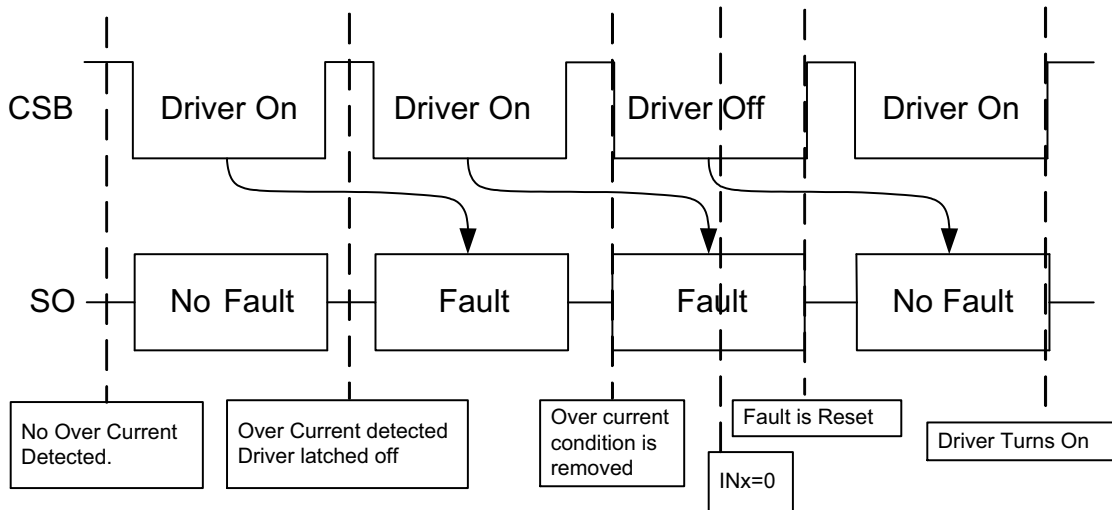 CSB
Driver On
Driver On
Driver Off
Driver On
SO
No Fault
Fault
Fault
No Fault
No Over Current
Detected.
Over Current detected
Driver latched off
Over current
condition is
removed
INx=0
Fault is Reset
Driver Turns On